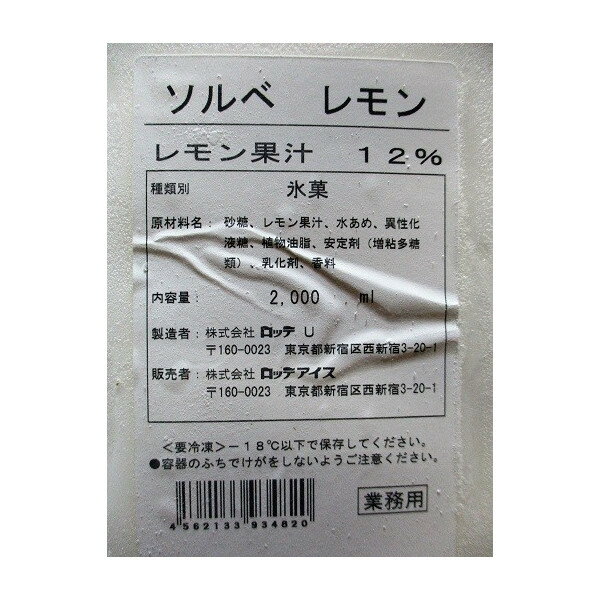 ソルベ　レモン
レモン果汁　１２％
種類別　氷菓
原材料名：　砂糖、レモン果汁、水あめ、異性化
液糖、植物油脂、安定剤（増粘多糖
類）、乳化剤、香料
内容量：　2,000　ml
製造者：株式会社 ロッテ U
〒160-0023　東京都新宿区西新宿3-20-1
販売者：株式会社 ロッテアイス
〒160-0023　東京都新宿区西新宿3-20-1
＜要冷凍＞－１８℃以下で保存してください。
●容器のふちでけがをしないようご注意ください。
4562133 934820
業務用